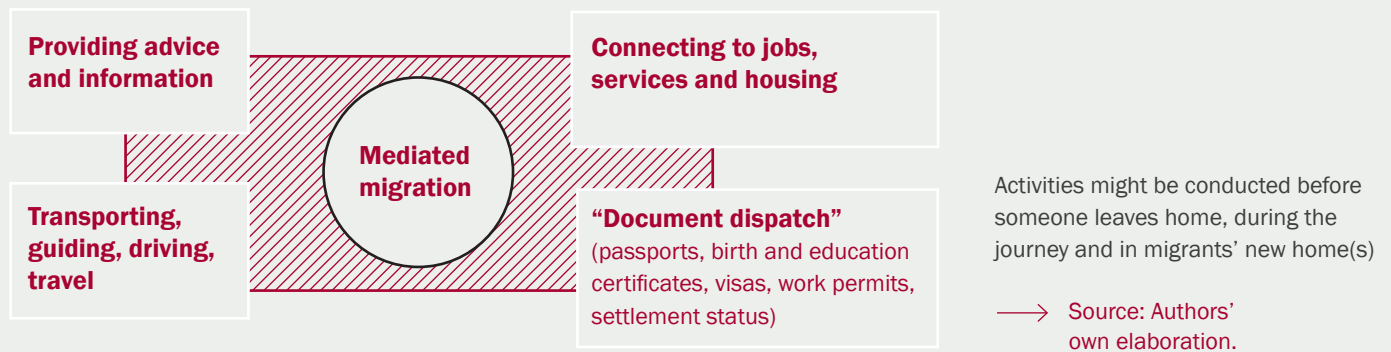 Providing advice
and information
Connecting to jobs,
services and housing
Mediated
migration
Transporting,
guiding, driving,
travel
“Document dispatch”
(passports, birth and education
certificates, visas, work permits,
settlement status)
Activities might be conducted before
someone leaves home, during the
journey and in migrants’ new home(s)
Source: Authors’
own elaboration.